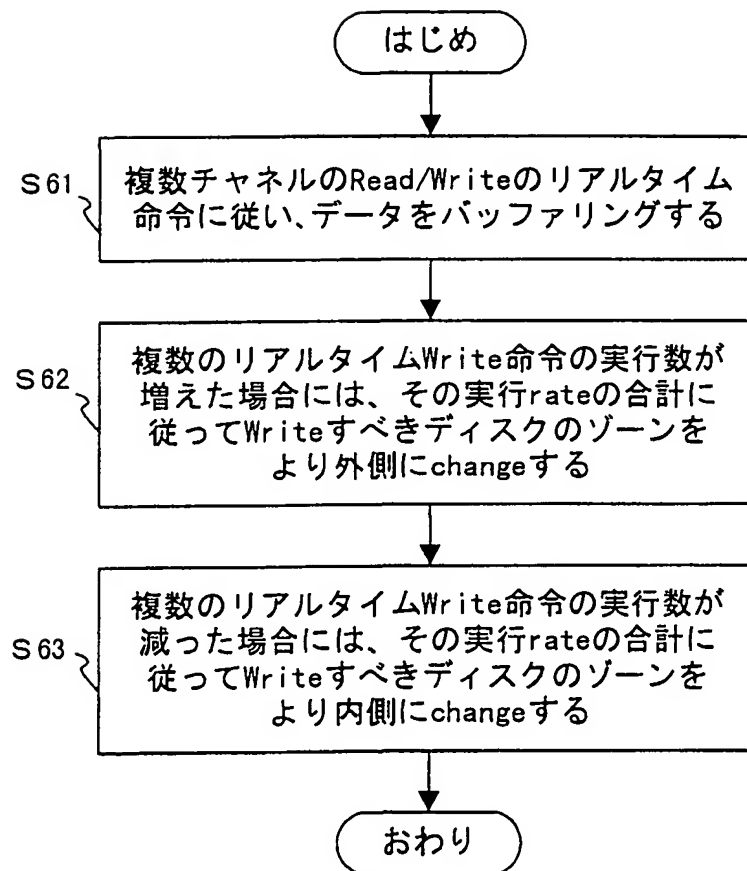 はじめ
S61
複数チャネルのRead/Writeのリアルタイム
命令に従い、データをバッファリングする
S62
複数のリアルタイムWrite命令の実行数が
増えた場合には、その実行rateの合計に
従ってWriteすべきディスクのゾーンを
より外側にchangeする
S63
複数のリアルタイムWrite命令の実行数が
減った場合には、その実行rateの合計に
従ってWriteすべきディスクのゾーンを
より内側にchangeする
おわり